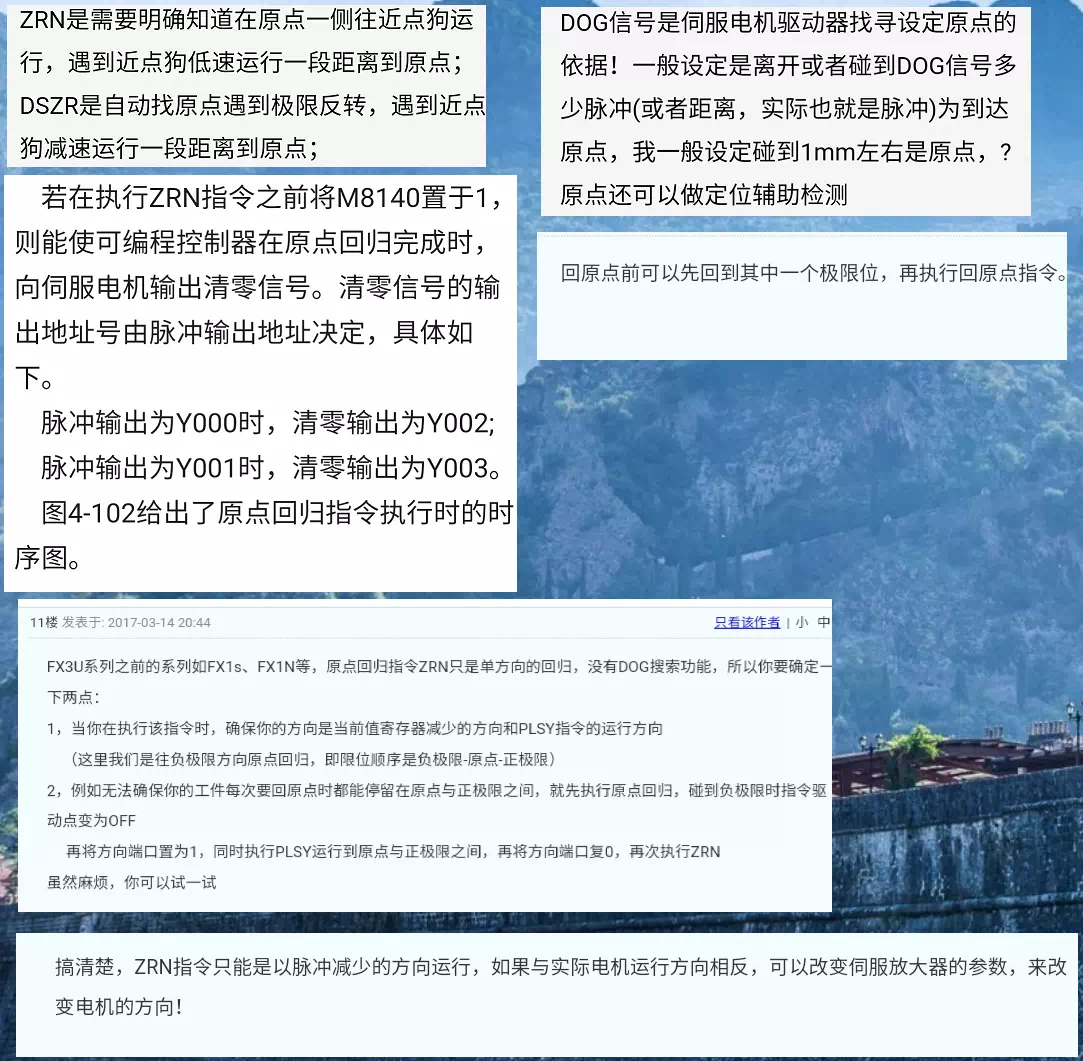 ZRN是需要明确知道在原点一侧往近点狗运
行，遇到近点狗低速运行一段距离到原点；
DSZR是自动找原点遇到极限反转，遇到近点
狗减速运行一段距离到原点；
DOG信号是伺服电机驱动器找寻设定原点的
依据！一般设定是离开或者碰到DOG信号多
少脉冲(或者距离，实际也就是脉冲)为到达
原点，我一般设定碰到1mm左右是原点，?
原点还可以做定位辅助检测
若在执行ZRN指令之前将M8140置于1，
则能使可编程控制器在原点回归完成时，
向伺服电机输出清零信号。清零信号的输
出地址号由脉冲输出地址决定，具体如
下。
脉冲输出为Y000时，清零输出为Y002;
脉冲输出为Y001时，清零输出为Y003。
图4-102给出了原点回归指令执行时的时
序图。
回原点前可以先回到其中一个极限位，再执行回原点指令。
11楼 发表于: 2017-03-14 20:44 只看该作者 | 小 中
FX3U系列之前的系列如FX1s、FX1N等，原点回归指令ZRN只是单方向的回归，没有DOG搜索功能，所以你要确定一
下两点：
1，当你在执行该指令时，确保你的方向是当前值寄存器减少的方向和PLSY指令的运行方向
（这里我们是往负极限方向原点回归，即限位顺序是负极限-原点-正极限）
2，例如无法确保你的工件每次要回原点时都能停留在原点与正极限之间，就先执行原点回归，碰到负极限时指令驱
动点变为OFF
再将方向端口置为1，同时执行PLSY运行到原点与正极限之间，再将方向端口复0，再次执行ZRN
虽然麻烦，你可以试一试
搞清楚，ZRN指令只能是以脉冲减少的方向运行，如果与实际电机运行方向相反，可以改变伺服放大器的参数，来改
变电机的方向！